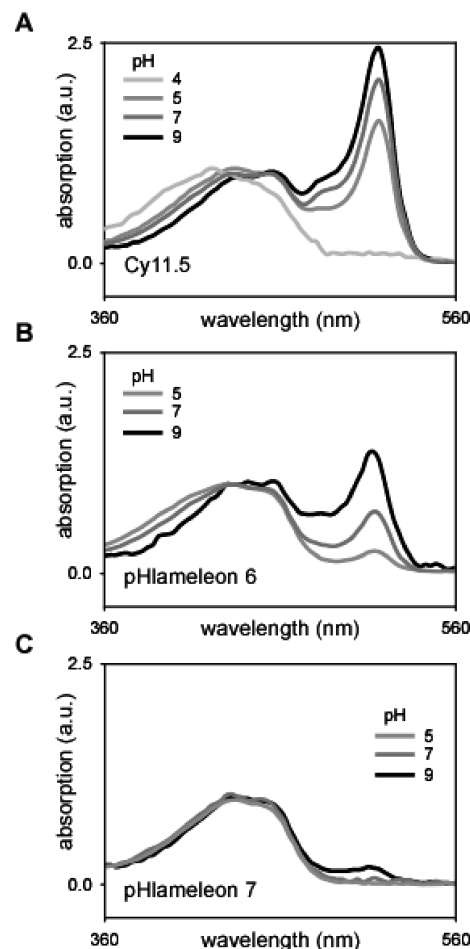 A
2.5
pH
4
5
7
9
absorption (a.u.)
0.0
Cy11.5
360
wavelength (nm)
560
B
2.5
pH
5
7
9
absorption (a.u.)
0.0
pHlameleon 6
360
wavelength (nm)
560
C
2.5
pH
5
7
9
absorption (a.u.)
0.0
pHlameleon 7
360
wavelength (nm)
560